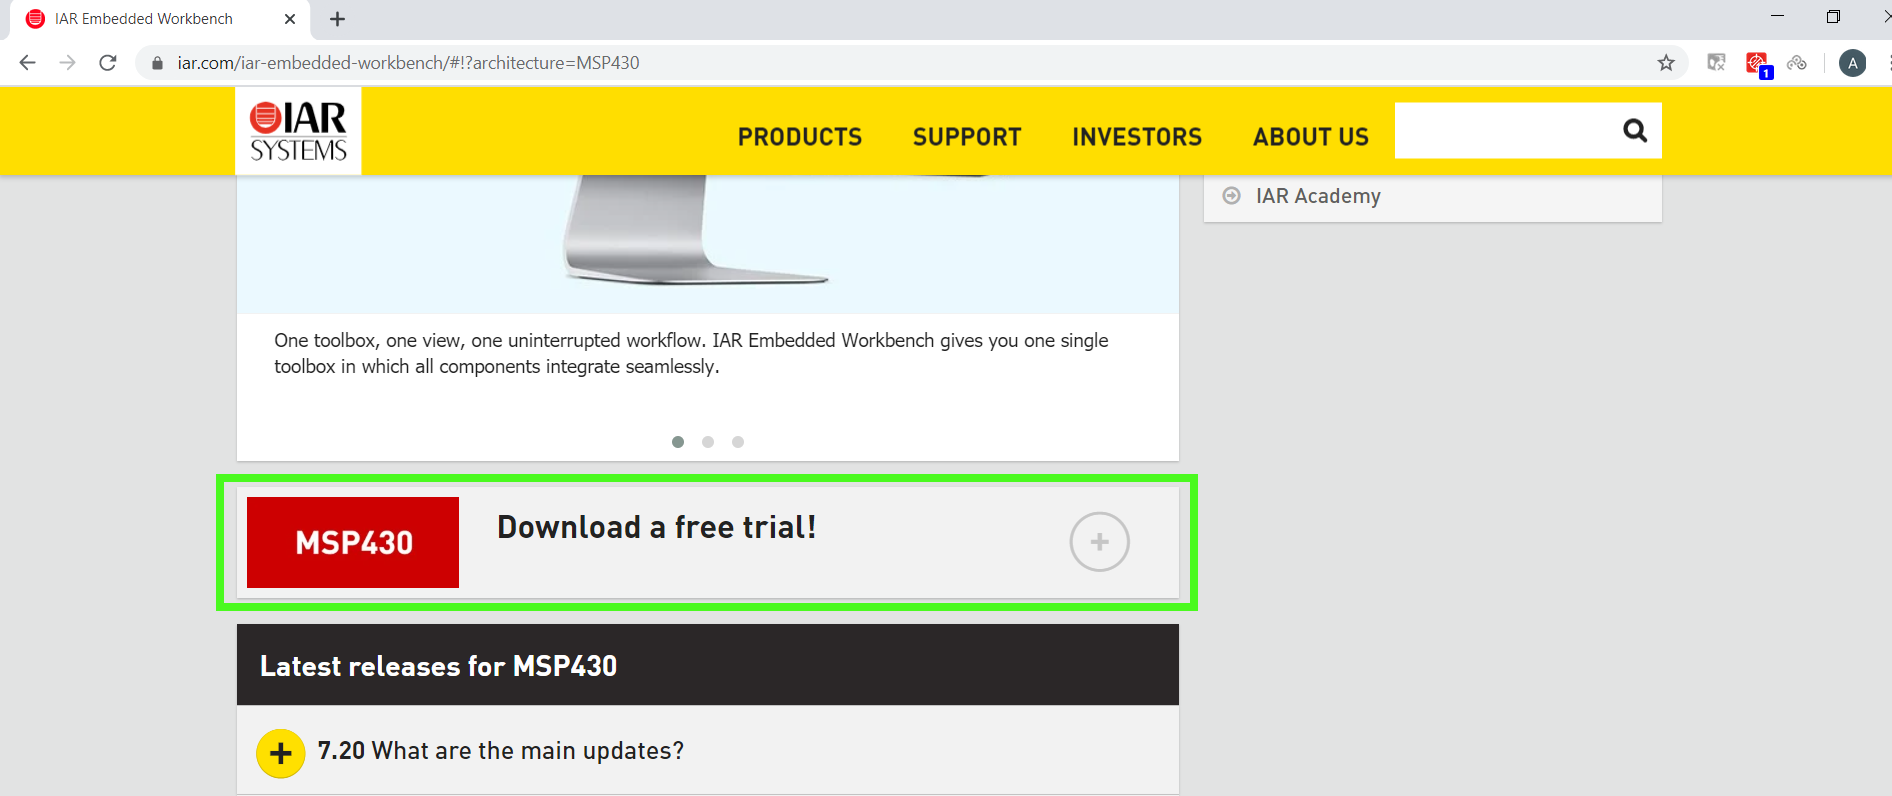 IAR Embedded Workbench
iar.com/iar-embedded-workbench/#!?architecture=MSP430
1
A
IAR
SYSTEMS
PRODUCTS
SUPPORT
INVESTORS
ABOUT US
IAR Academy
One toolbox, one view, one uninterrupted workflow. IAR Embedded Workbench gives you one single
toolbox in which all components integrate seamlessly.
MSP430
Download a free trial!
Latest releases for MSP430
7.20 What are the main updates?